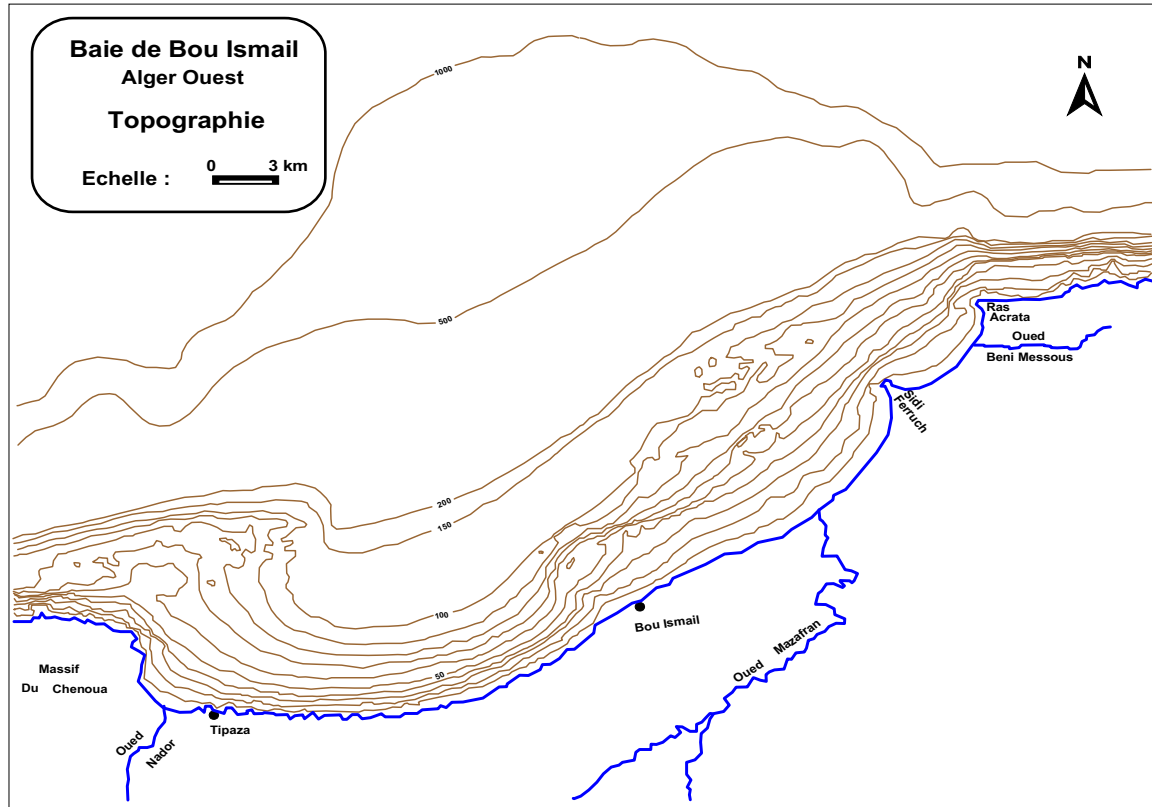 Baie de Bou Ismail
Alger Ouest
Topographie
0 3 km
Echelle :
N
1000
500
200
150
100
50
Ras
Acrata
Oued
Beni Messous
Sidi
Ferruch
Bou Ismail
Oued Mazafran
Massif
Du Chenoua
Tipaza
Oued
Nador